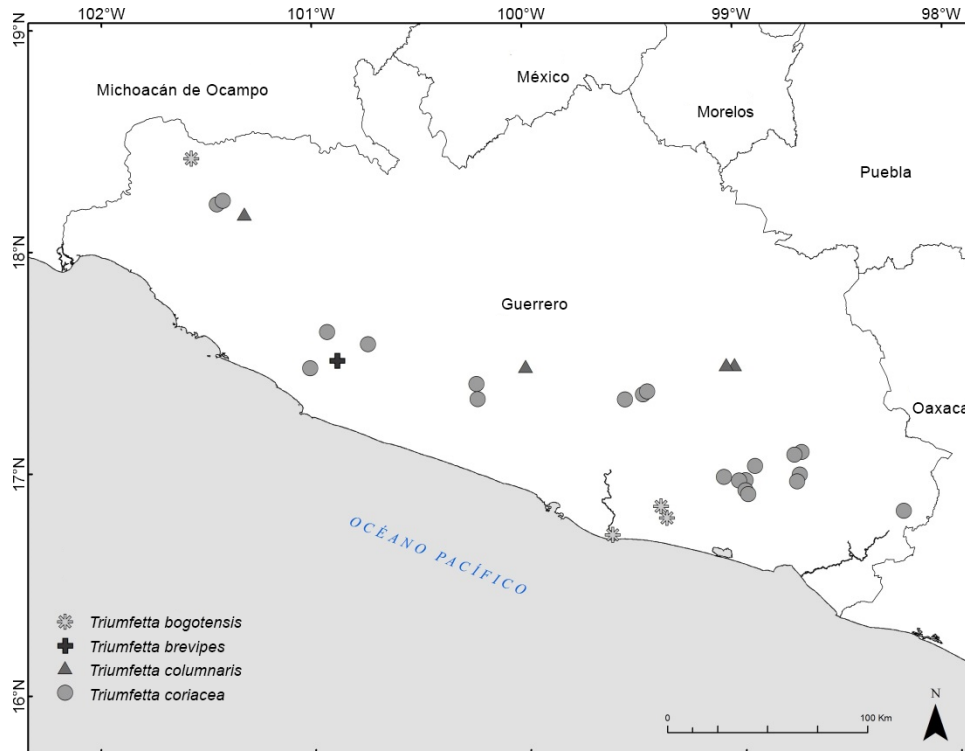 102°W 101°W 100°W 99°W 98°W
19°N
México
Michoacán de Ocampo
Morelos
Puebla
18°N
Guerrero
Oaxaca
17°N
OCÉANO PACÍFICO
Triumfetta bogotensis
Triumfetta brevipes
Triumfetta columnaris
Triumfetta coriacea
16°N
N
0 100 Km